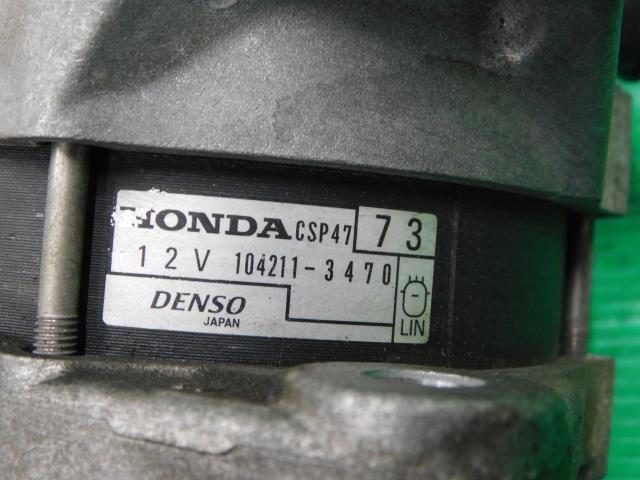 HONDA CSP47 73
12V 104211-3470
DENSO
JAPAN
LIN